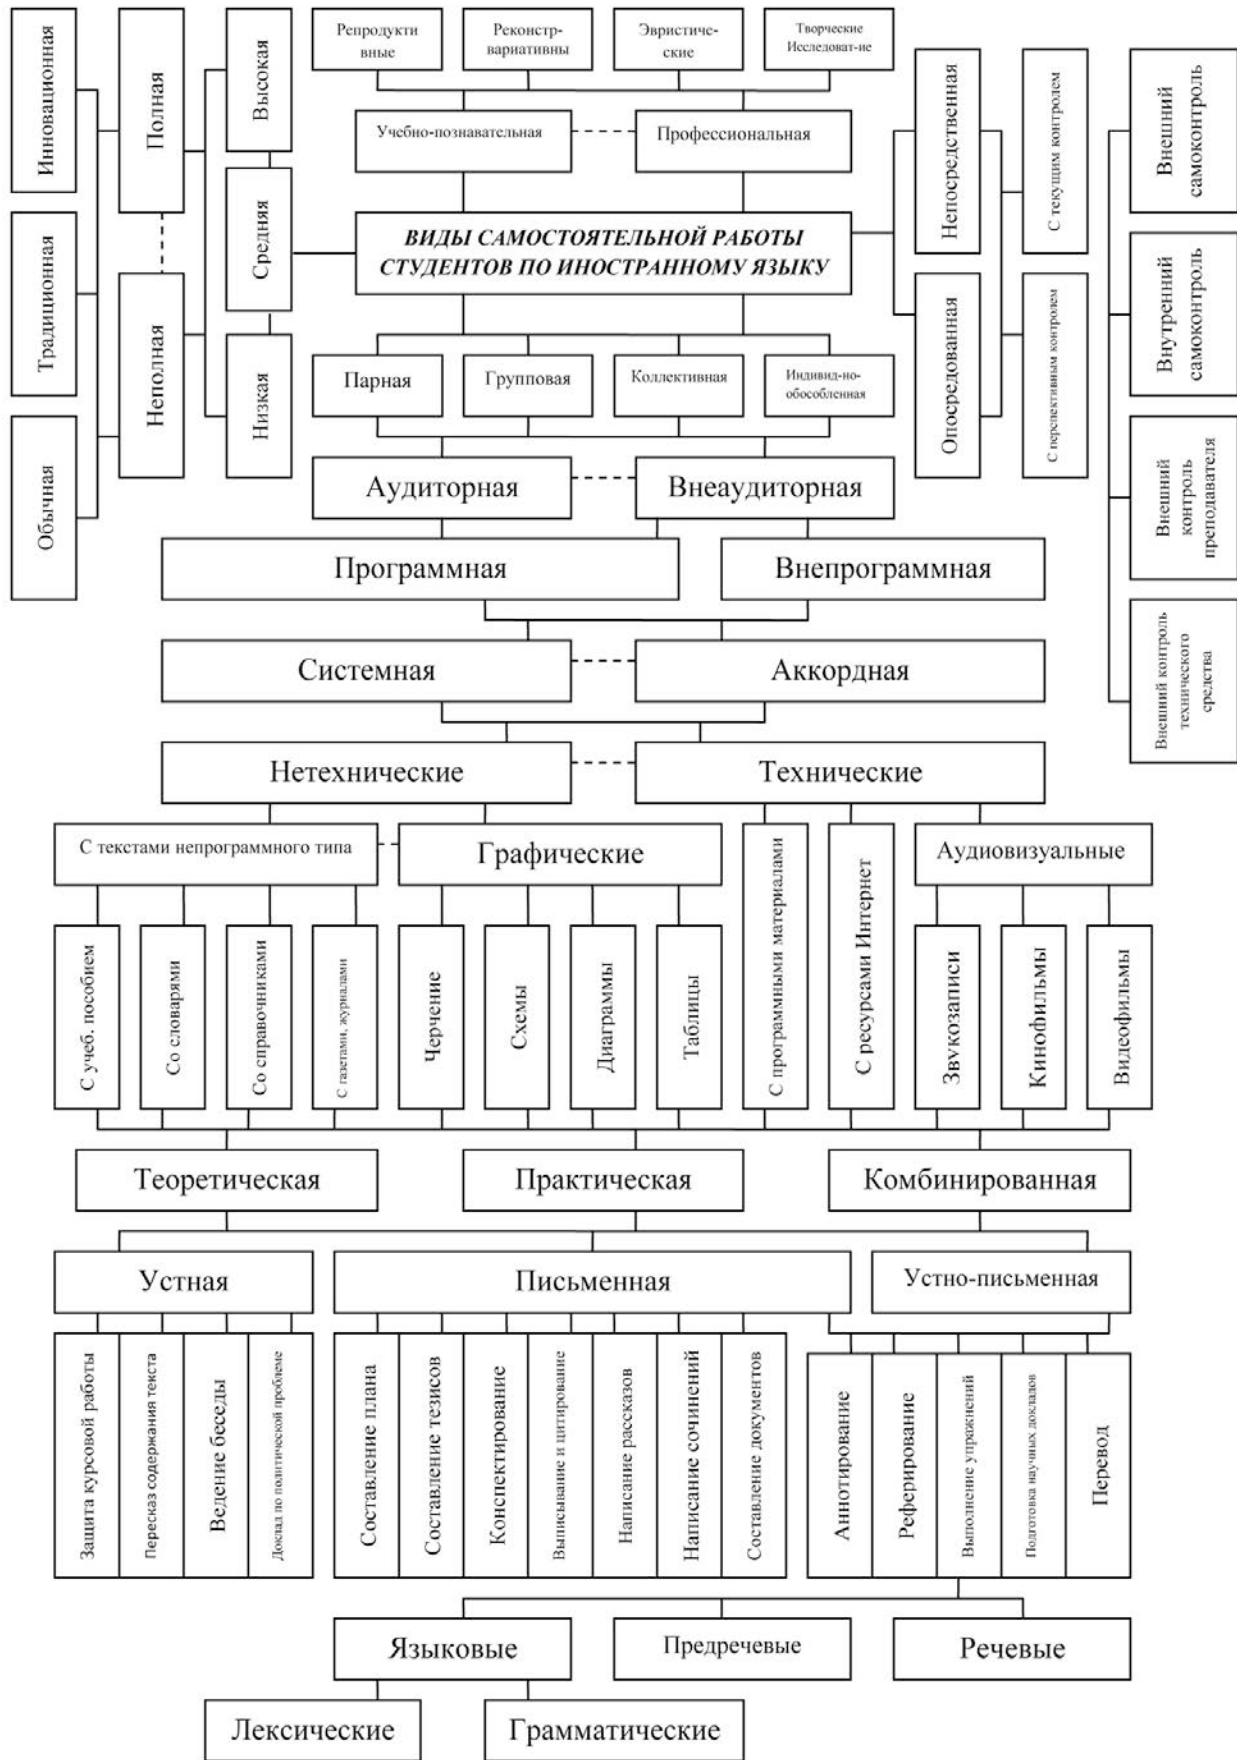 Репродукти
вные
Реконстр-
вариативны
Эвристиче-
ские
Творческие
Исследоват-ие
Учебно-познавательная
Профессиональная
ВИДЫ САМОСТОЯТЕЛЬНОЙ РАБОТЫ
СТУДЕНТОВ ПО ИНОСТРАННОМУ ЯЗЫКУ
Инновационная
Традиционная
Обычная
Полная
Неполная
Высокая
Средняя
Низкая
Непосредственная
Опосредованная
С текущим контролем
С перспективным контролем
Внешний
самоконтроль
Внутренний
самоконтроль
Внешний
контроль
преподавателя
Внешний контроль
технического
средства
Парная
Групповая
Коллективная
Индивид-но-
обособленная
Аудиторная
Внеаудиторная
Программная
Внепрограммная
Системная
Аккордная
Нетехнические
Технические
С текстами непрограммного типа
Графические
С программными материалами
С ресурсами Интернет
Аудиовизуальные
С учеб. пособием
Со словарями
Со справочниками
С газетами, журналами
Черчение
Схемы
Диаграммы
Таблицы
Звукозаписи
Кинофильмы
Видеофильмы
Теоретическая
Практическая
Комбинированная
Устная
Письменная
Устно-письменная
Защита курсовой работы
Пересказ содержания текста
Ведение беседы
Доклад по политической проблеме
Составление плана
Составление тезисов
Конспектирование
Выписывание и цитирование
Написание рассказов
Написание сочинений
Составление документов
Аннотирование
Реферирование
Выполнение упражнений
Подготовка научных докладов
Перевод
Языковые
Предречевые
Речевые
Лексические
Грамматические